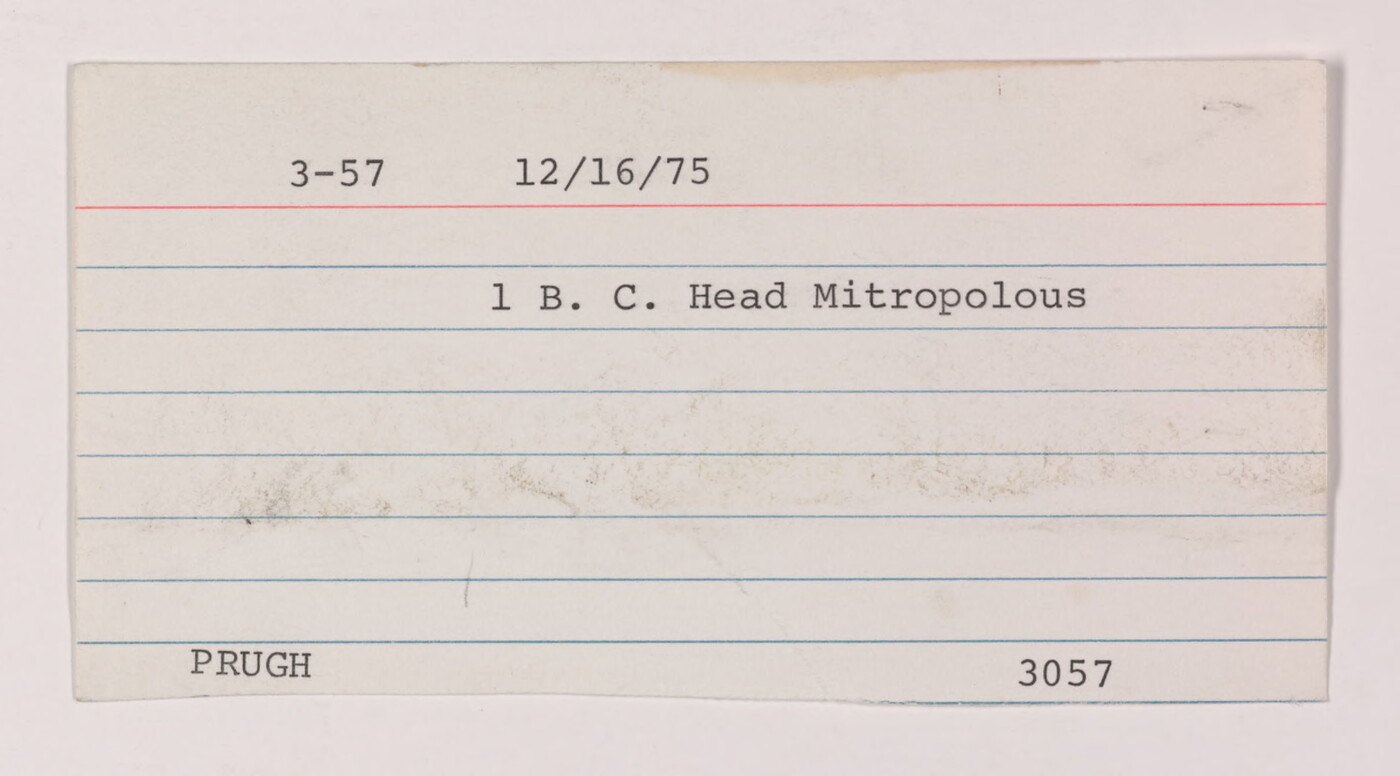 3-57 12/16/75
1 B. C. Head Mitropolous
PRUGH 3057